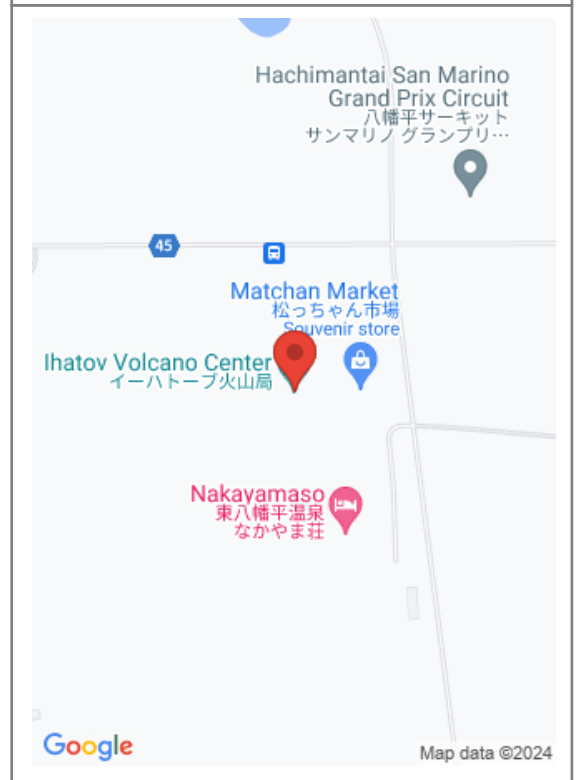 Hachimantai San Marino
Grand Prix Circuit
八幡平サーキット
サンマリノ グランプリ…
45
Matchan Market
松っちゃん市場
Souvenir store
Ihatov Volcano Center
イーハトーブ火山局
Nakayamaso
東八幡平温泉
なかやま荘
Google
Map data ©2024